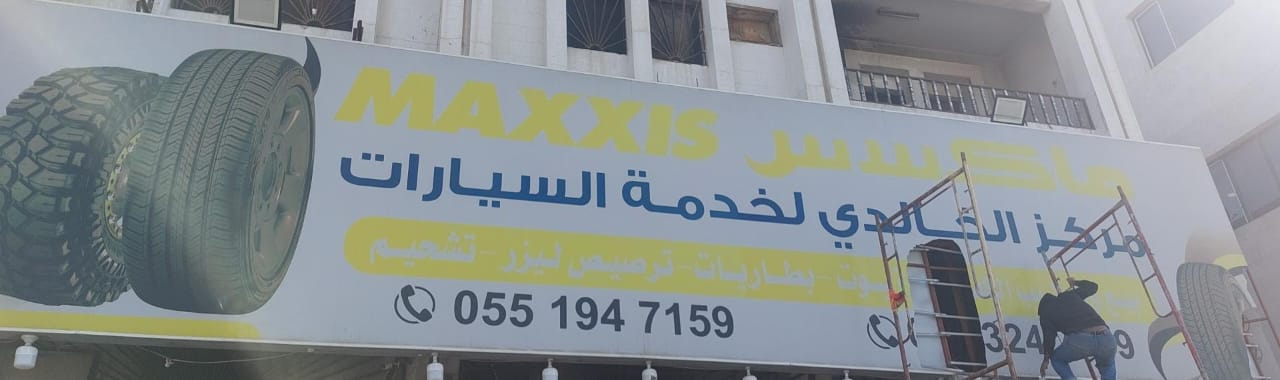 MAXXIS ماكسس
مركز الخالدي لخدمة السيارات
بطاريات - ترصيص ليزر - تشحيم
055 194 7159